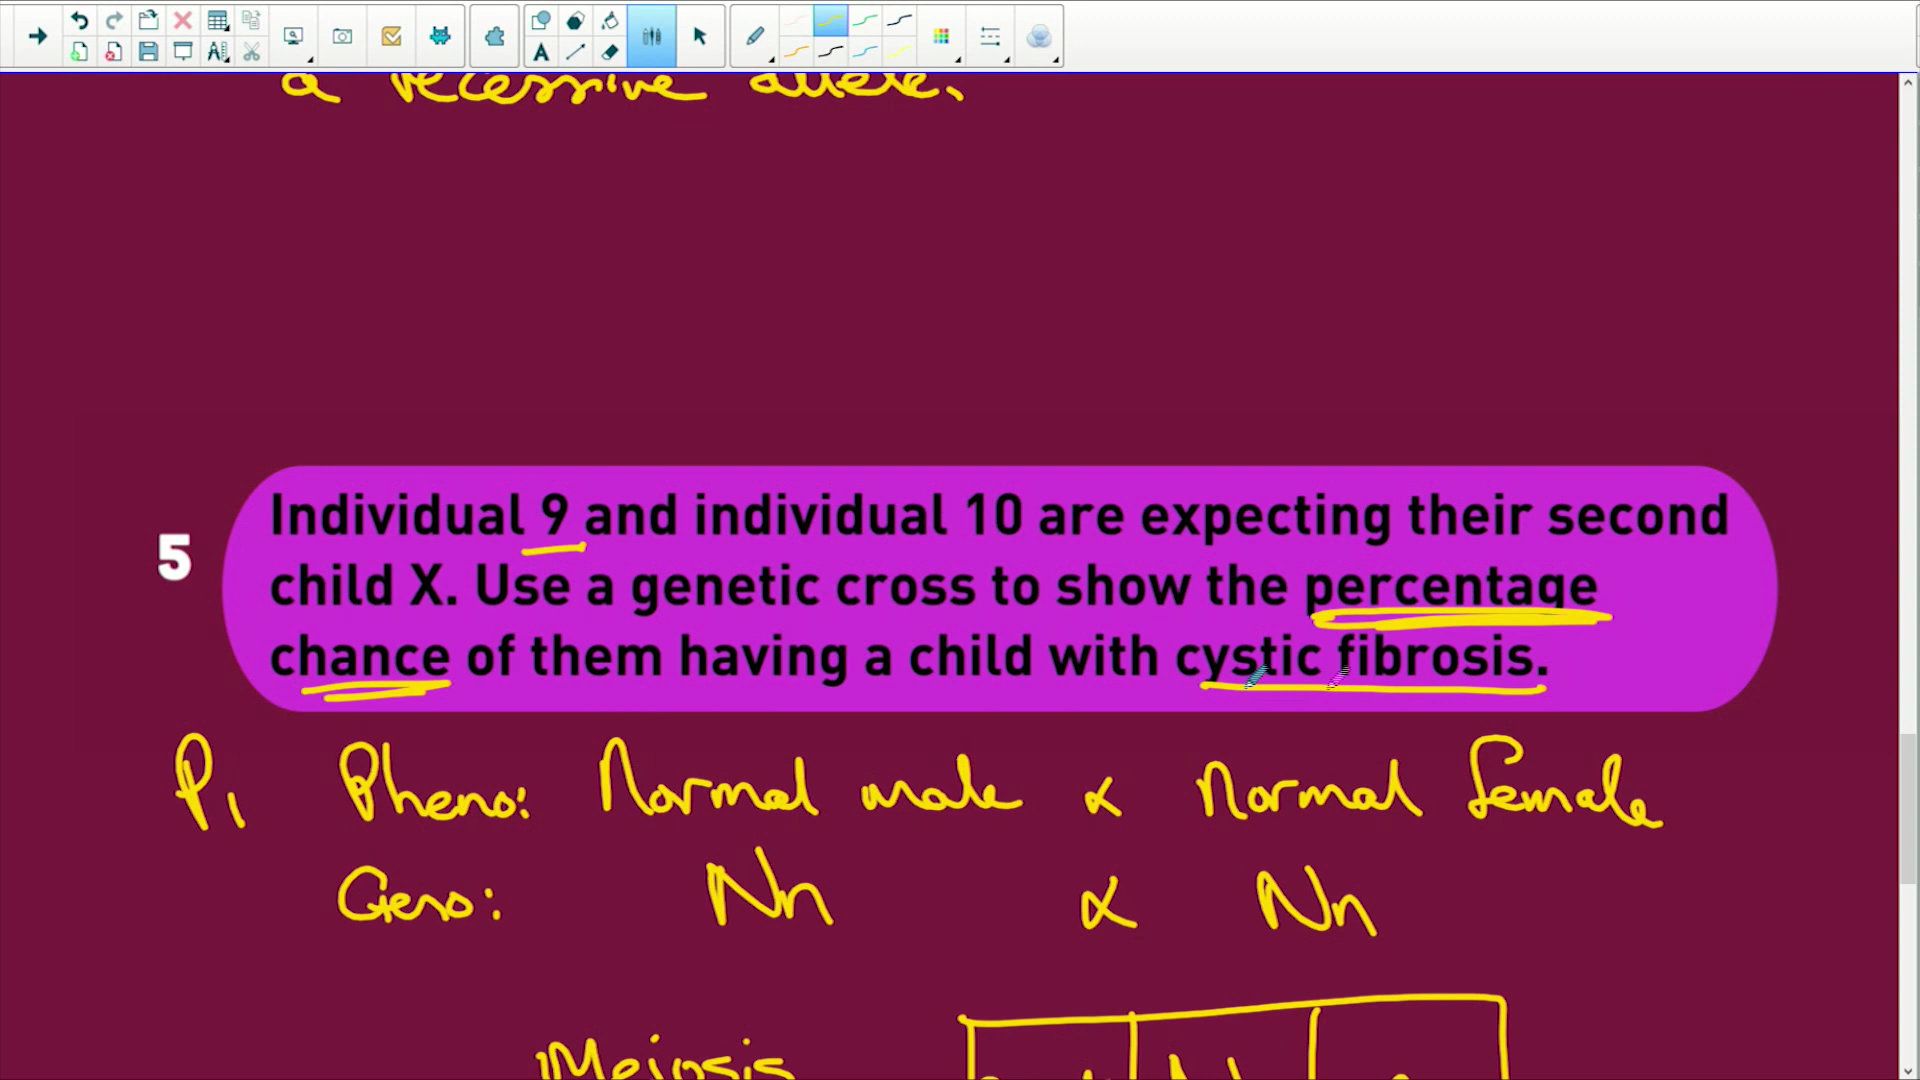 a recessive allele.
5
Individual 9 and individual 10 are expecting their second
child X. Use a genetic cross to show the percentage
chance of them having a child with cystic fibrosis.
P1 Pheno: Normal male x Normal female
Geno: Nn x Nn
Meiosis